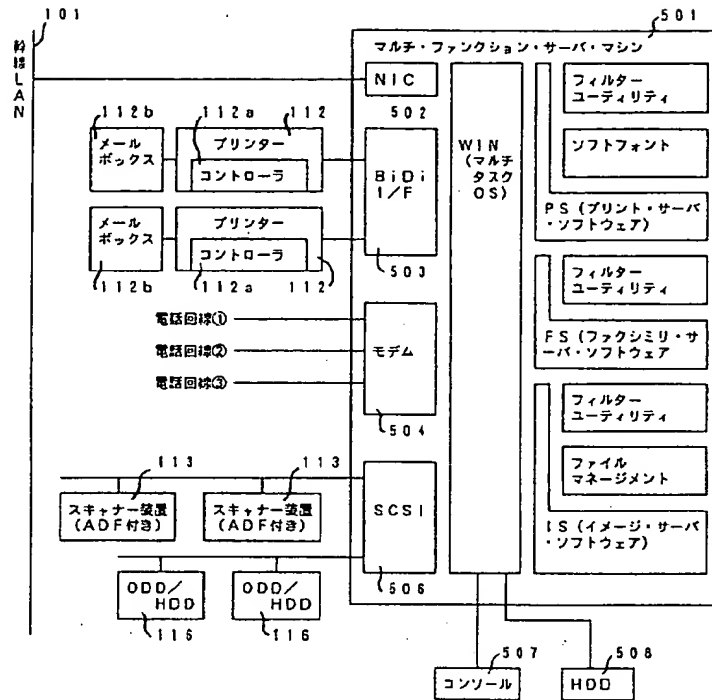 101
幹線LAN
501
マルチ・ファンクション・サーバ・マシン
NIC
502
112b
112a
112
メール
ボックス
プリンター
コントローラ
BiDi
I/F
503
メール
ボックス
プリンター
コントローラ
112b
112a
112
電話回線①
電話回線②
電話回線③
モデム
504
113
113
スキャナー装置
(ADF付き)
スキャナー装置
(ADF付き)
SCSI
506
ODD/
HDD
ODD/
HDD
116
116
WIN
(マルチ
タスク
OS)
フィルター
ユーティリティ
ソフトフォント
PS(プリント・サーバ
・ソフトウェア)
フィルター
ユーティリティ
FS(ファクシミリ・サ
ーバ・ソフトウェア
フィルター
ユーティリティ
ファイル
マネージメント
IS(イメージ・サーバ
・ソフトウェア)
507
コンソール
508
HDD